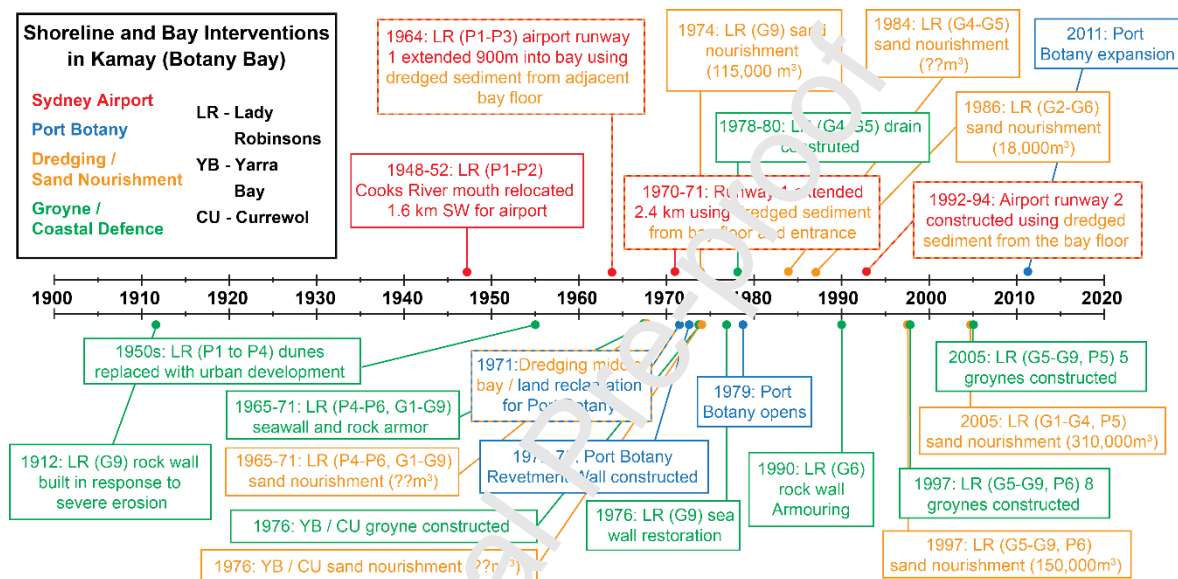 Shoreline and Bay Interventions
in Kamay (Botany Bay)
Sydney Airport
Port Botany
Dredging /
Sand Nourishment
Groyne /
Coastal Defence
LR - Lady
Robinsons
YB - Yarra
Bay
CU - Currewol
1964: LR (P1-P3) airport runway
1 extended 900m into bay using
dredged sediment from adjacent
bay floor
1974: LR (G9) sand
nourishment
(115,000 m³)
1984: LR (G4-G5)
sand nourishment
(??m³)
2011: Port
Botany expansion
1978-80: LR (G4-G5) drain
construted
1986: LR (G2-G6)
sand nourishment
(18,000m³)
1948-52: LR (P1-P2)
Cooks River mouth relocated
1.6 km SW for airport
1970-71: Runway 1 extended
2.4 km using dredged sediment
from bay floor and entrance
1992-94: Airport runway 2
constructed using dredged
sediment from the bay floor
1900 1910 1920 1930 1940 1950 1960 1970 1980 1990 2000 2010 2020
1950s: LR (P1 to P4) dunes
replaced with urban development
1971:Dredging middle
bay / land reclamation
for Port Botany
1979: Port
Botany opens
2005: LR (G5-G9, P5) 5
groynes constructed
1965-71: LR (P4-P6, G1-G9)
seawall and rock armor
2005: LR (G1-G4, P5)
sand nourishment (310,000m³)
1912: LR (G9) rock wall
built in response to
severe erosion
1965-71: LR (P4-P6, G1-G9)
sand nourishment (??m³)
Port Botany
Revetment Wall constructed
1990: LR (G6)
rock wall
Armouring
1997: LR (G5-G9, P6) 8
groynes constructed
1976: YB / CU groyne constructed
1976: LR (G9) sea
wall restoration
1976: YB / CU sand nourishment (??m³)
1997: LR (G5-G9, P6)
sand nourishment (150,000m³)
Pre-proof